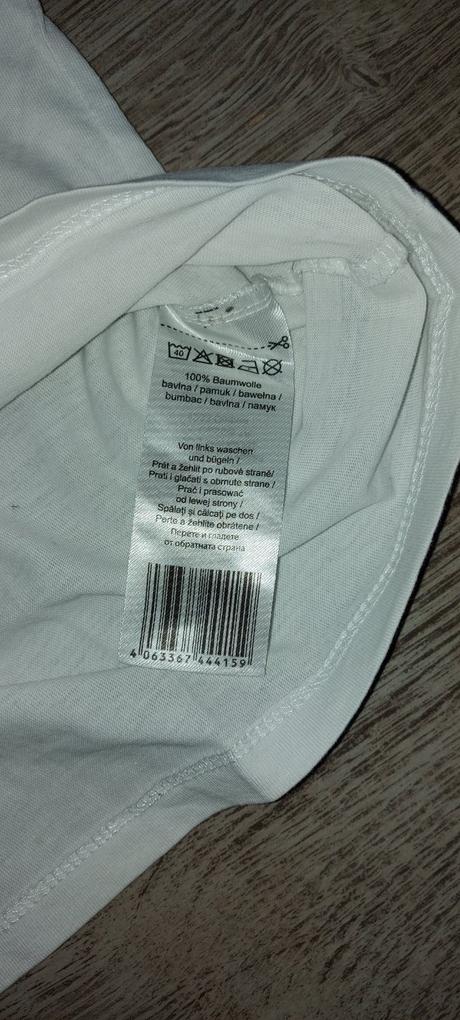 40
100% Baumwolle
bavlna / pamuk / bawełna /
bumbac / bavlna / памук
Von links waschen
und bügeln /
Prát a žehlit po rubové straně/
Prati i glačati s obrnute strane /
Prać i prasować
od lewej strony /
Spălați și călcați pe dos /
Perte a žehlite obrátene /
Перете и гладете
от обратната страна
4 063367 444159